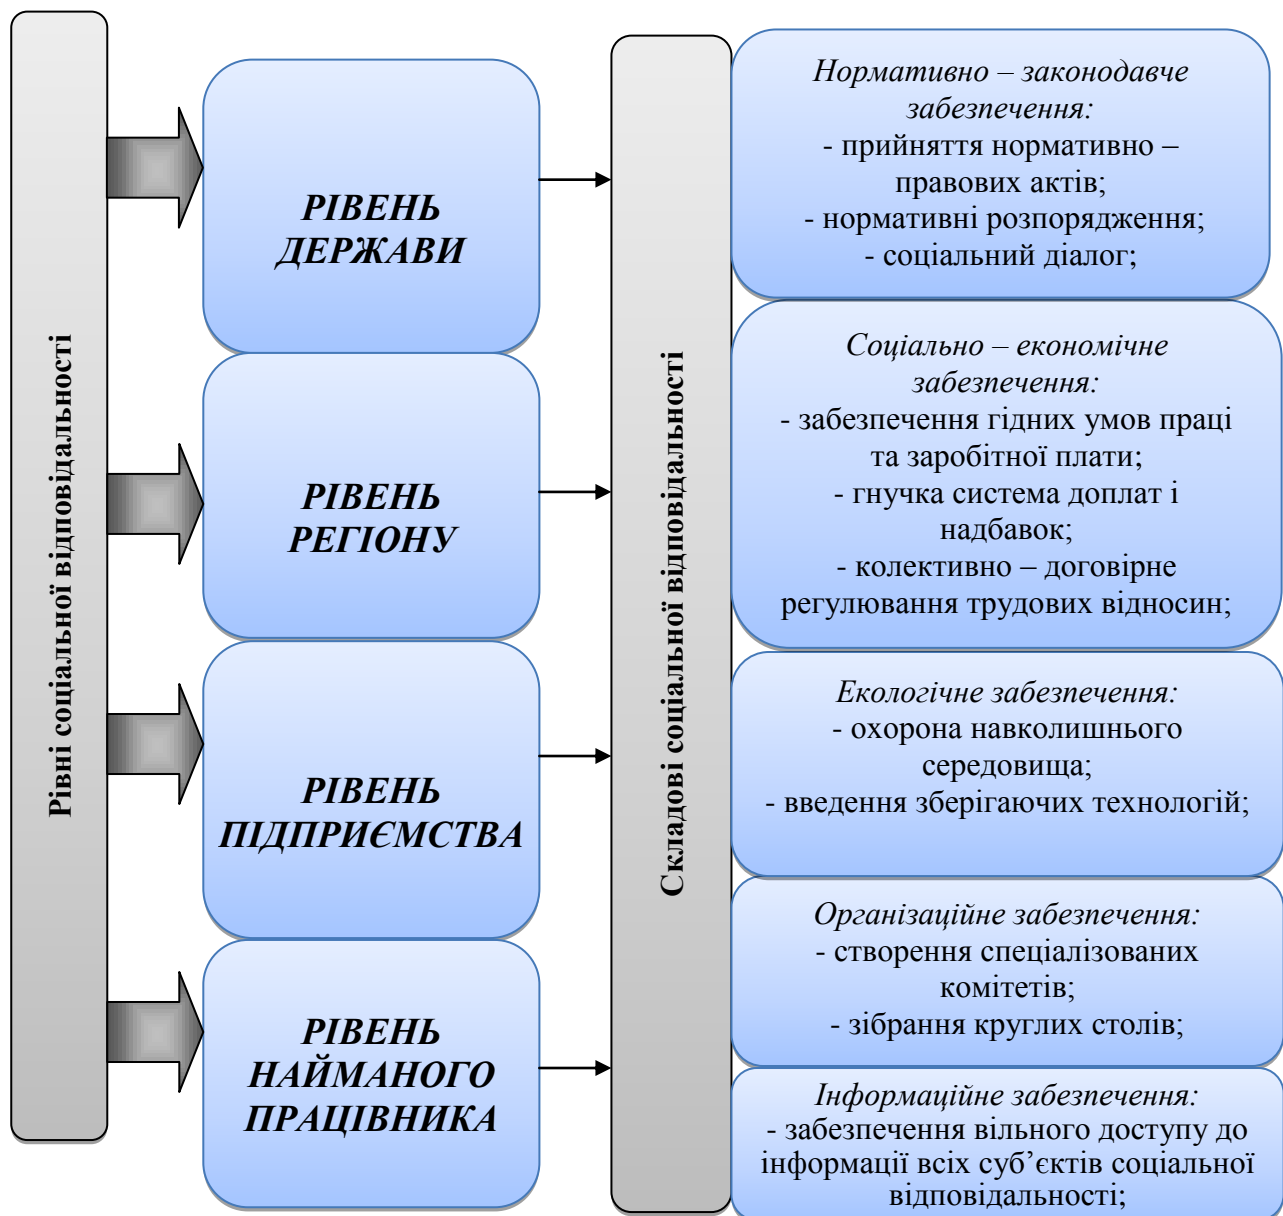 Рівні соціальної відповідальності
РІВЕНЬ
ДЕРЖАВИ
РІВЕНЬ
РЕГІОНУ
РІВЕНЬ
ПІДПРИЄМСТВА
РІВЕНЬ
НАЙМАНОГО
ПРАЦІВНИКА
Складові соціальної відповідальності
Нормативно – законодавче
забезпечення:
- прийняття нормативно –
правових актів;
- нормативні розпорядження;
- соціальний діалог;
Соціально – економічне
забезпечення:
- забезпечення гідних умов праці
та заробітної плати;
- гнучка система доплат і
надбавок;
- колективно – договірне
регулювання трудових відносин;
Екологічне забезпечення:
- охорона навколишнього
середовища;
- введення зберігаючих технологій;
Організаційне забезпечення:
- створення спеціалізованих
комітетів;
- зібрання круглих столів;
Інформаційне забезпечення:
- забезпечення вільного доступу до
інформації всіх суб’єктів соціальної
відповідальності;